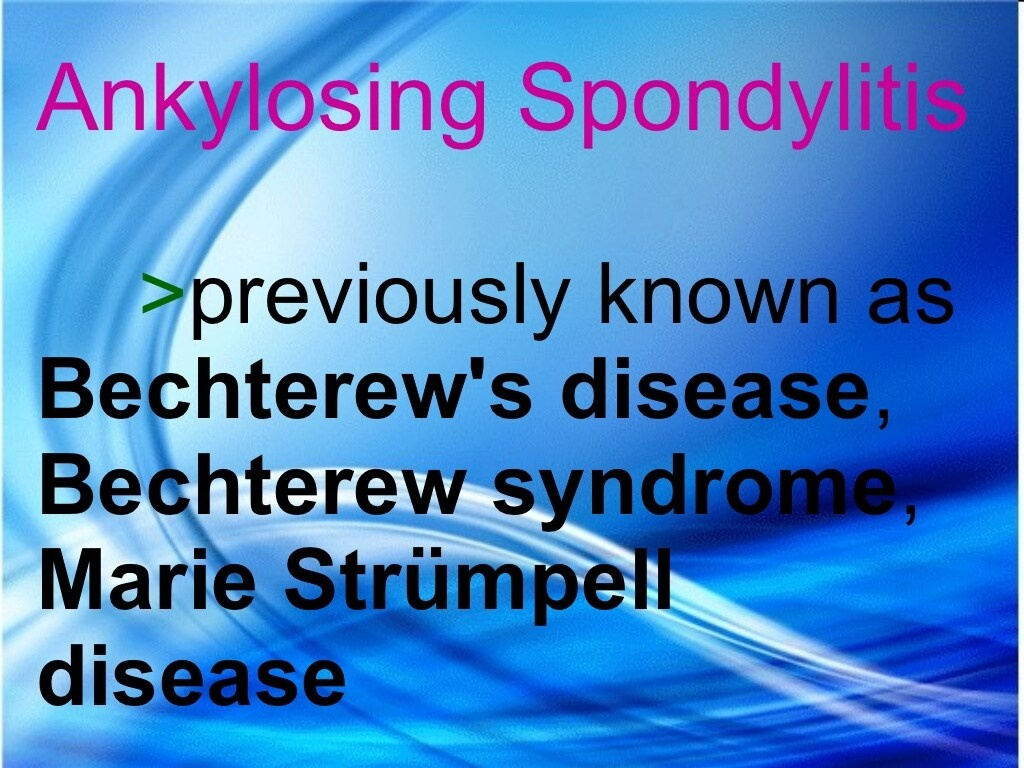 Ankylosing Spondylitis
>previously known as
Bechterew's disease,
Bechterew syndrome,
Marie Strümpell
disease